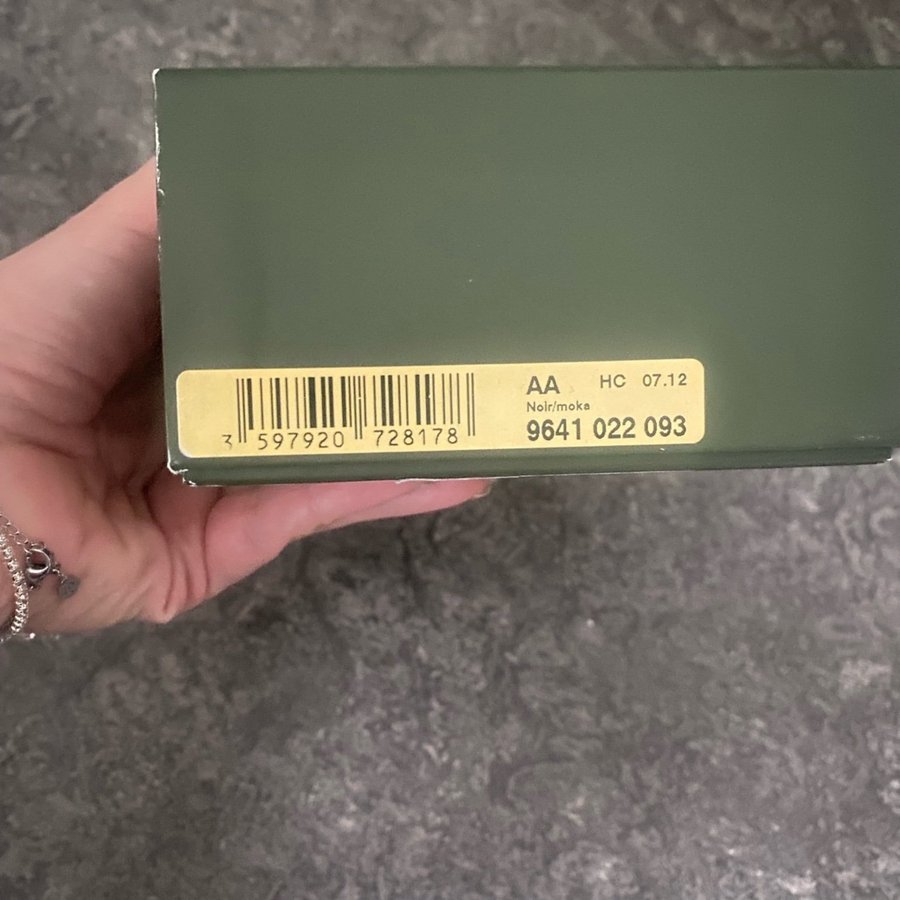 AA HC 07.12
Noir/moka
3 597920 728178
9641 022 093